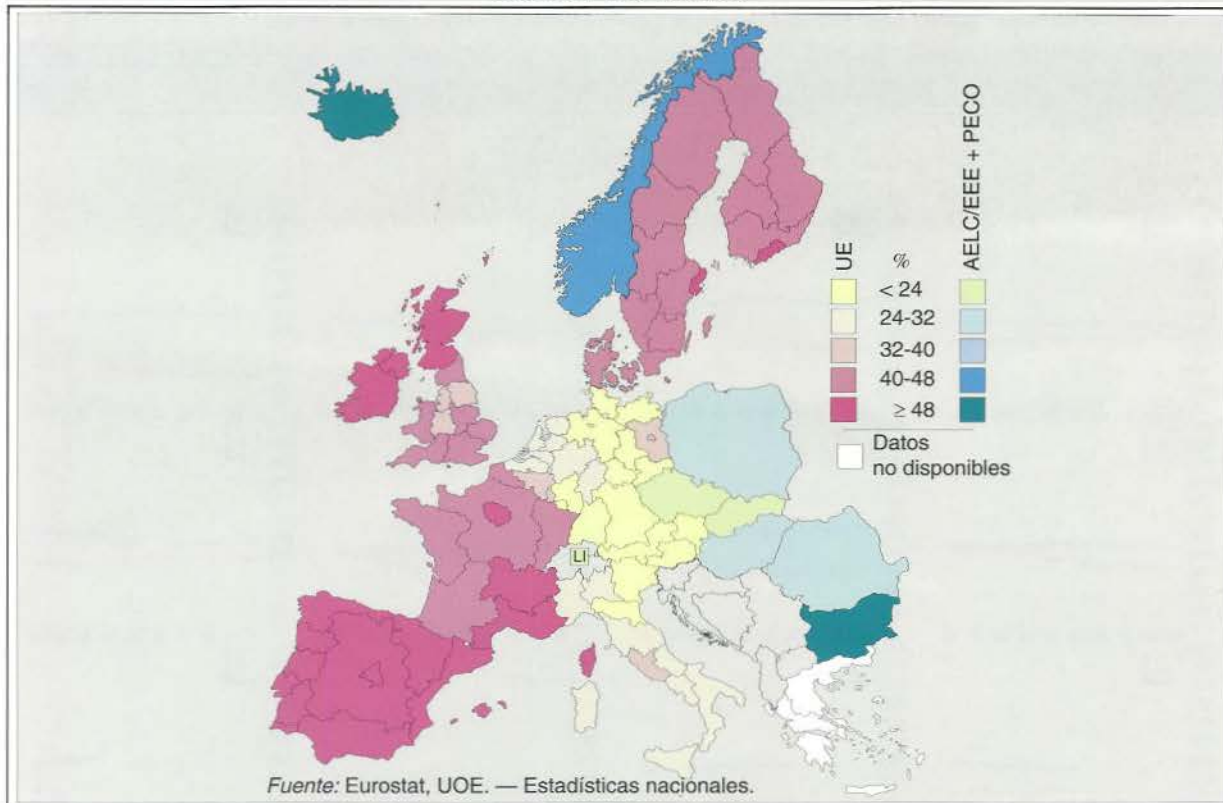 UE
%
AELC/EEE + PECO
< 24
24-32
32-40
40-48
≥ 48
Datos
no disponibles
LI
Fuente: Eurostat, UOE. — Estadísticas nacionales.